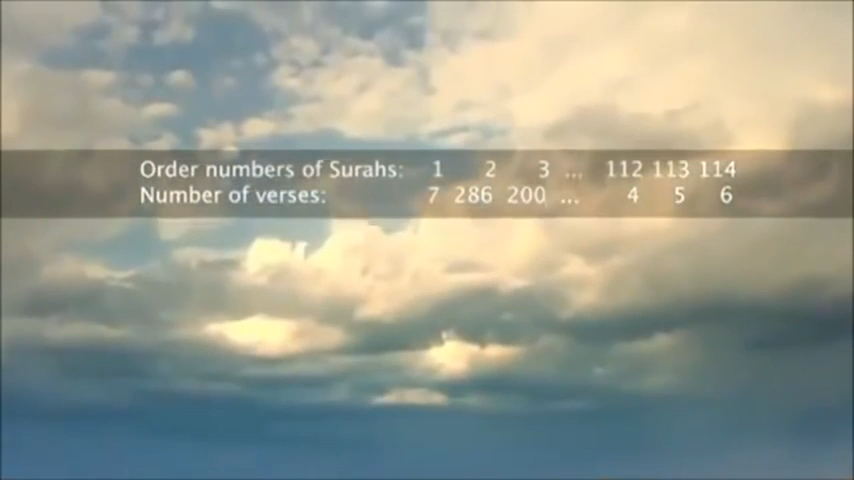 Order numbers of Surahs: 1 2 3 ... 112 113 114
Number of verses: 7 286 200 ... 4 5 6